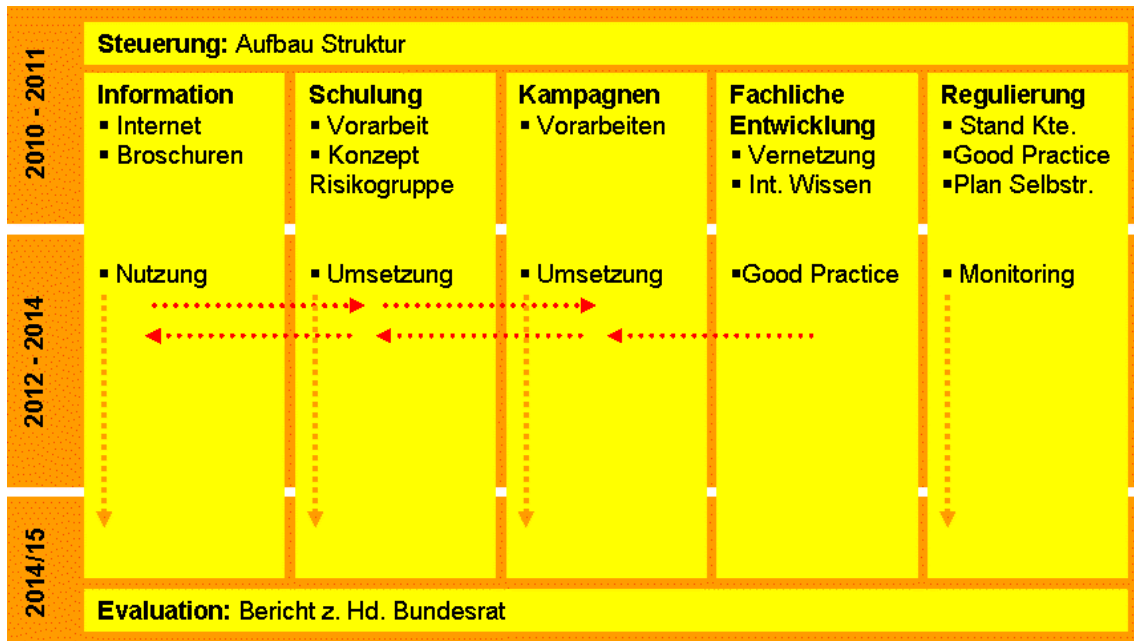 2010 - 2011
Steuerung: Aufbau Struktur
Information
▪ Internet
▪ Broschuren
Schulung
▪ Vorarbeit
▪ Konzept
Risikogruppe
Kampagnen
▪ Vorarbeiten
Fachliche
Entwicklung
▪ Vernetzung
▪ Int. Wissen
Regulierung
▪ Stand Kte.
▪Good Practice
▪Plan Selbstr.
2012 - 2014
▪ Nutzung
▪ Umsetzung
▪ Umsetzung
▪Good Practice
▪ Monitoring
2014/15
Evaluation: Bericht z. Hd. Bundesrat